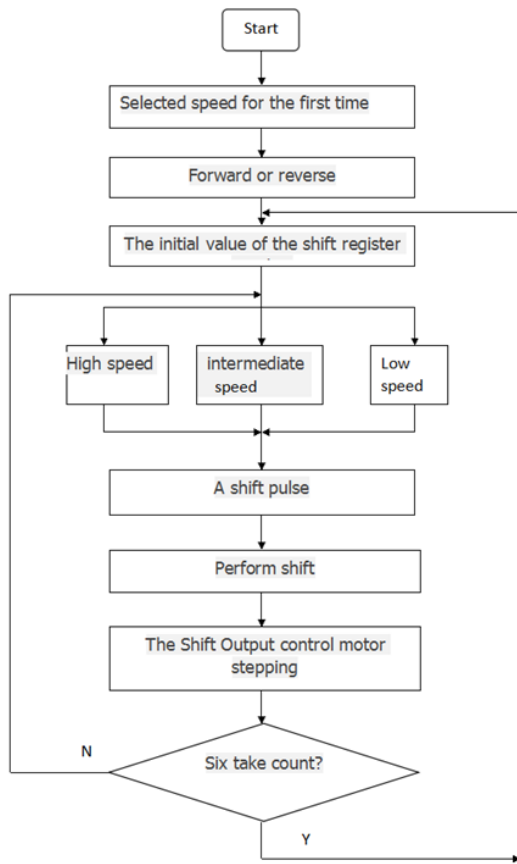 Start
Selected speed for the first time
Forward or reverse
The initial value of the shift register
High speed
intermediate
speed
Low
speed
A shift pulse
Perform shift
The Shift Output control motor
stepping
Six take count?
N
Y